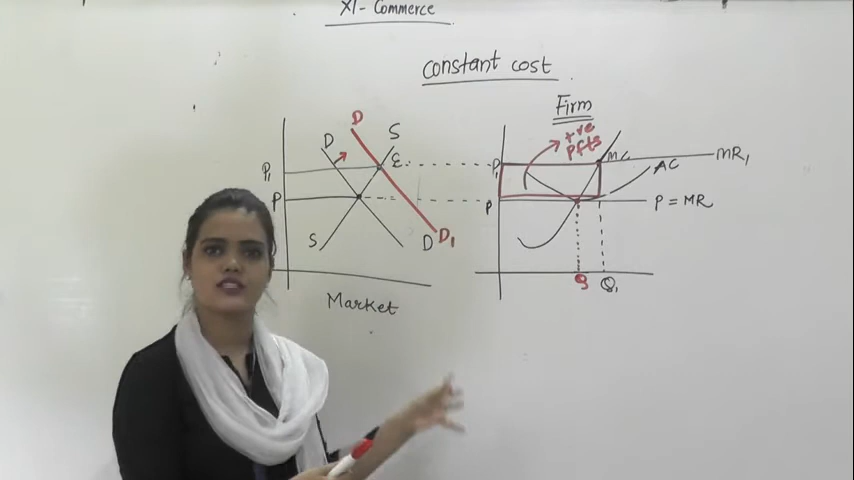 XI- Commerce
Constant cost
Firm
D
D
S
E
P1
P
S
D
D1
Market
+ve
pfts
P1
MC
MR1
AC
P
P = MR
Q
Q1